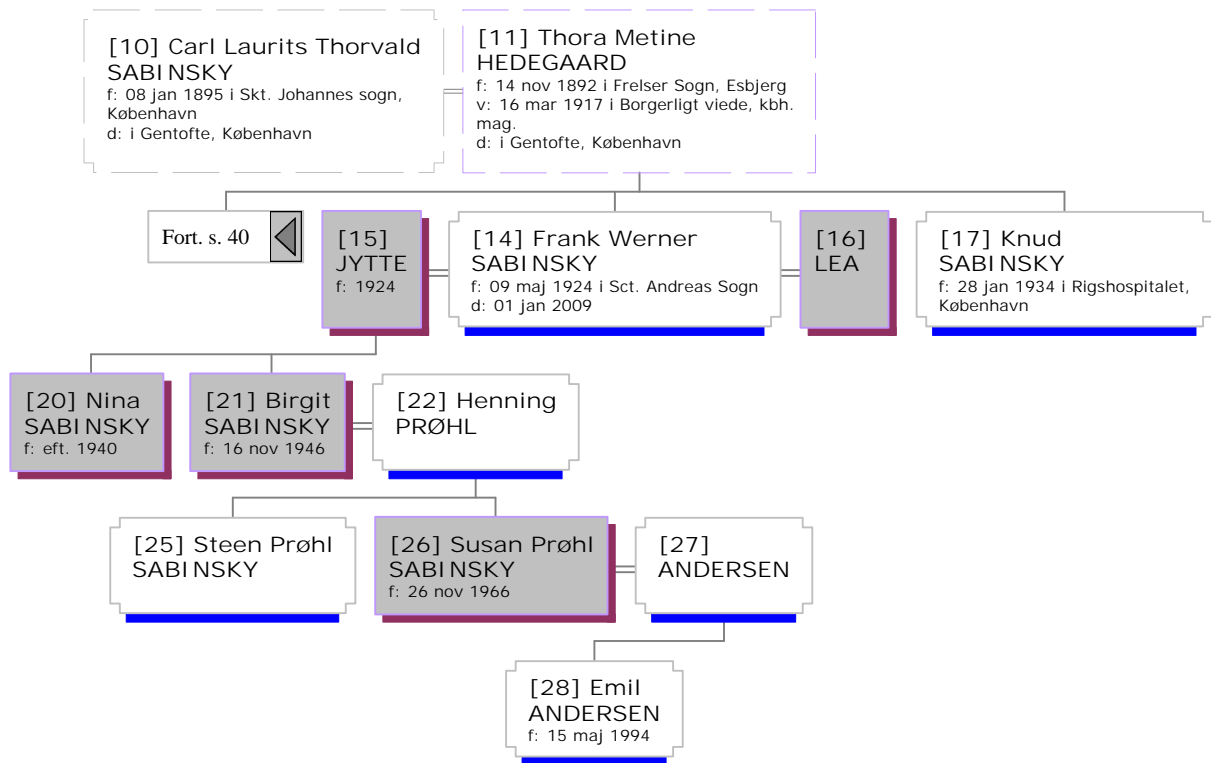 [10] Carl Laurits Thorvald
SABINSKY
f: 08 jan 1895 i Skt. Johannes sogn,
København
d: i Gentofte, København
[11] Thora Metine
HEDEGAARD
f: 14 nov 1892 i Frelser Sogn, Esbjerg
v: 16 mar 1917 i Borgerligt viede, kbh.
mag.
d: i Gentofte, København
Fort. s. 40
[15]
JYTTE
f: 1924
[14] Frank Werner
SABINSKY
f: 09 maj 1924 i Sct. Andreas Sogn
d: 01 jan 2009
[16]
LEA
[17] Knud
SABINSKY
f: 28 jan 1934 i Rigshospitalet,
København
[20] Nina
SABINSKY
f: eft. 1940
[21] Birgit
SABINSKY
f: 16 nov 1946
[22] Henning
PRØHL
[25] Steen Prøhl
SABINSKY
[26] Susan Prøhl
SABINSKY
f: 26 nov 1966
[27]
ANDERSEN
[28] Emil
ANDERSEN
f: 15 maj 1994